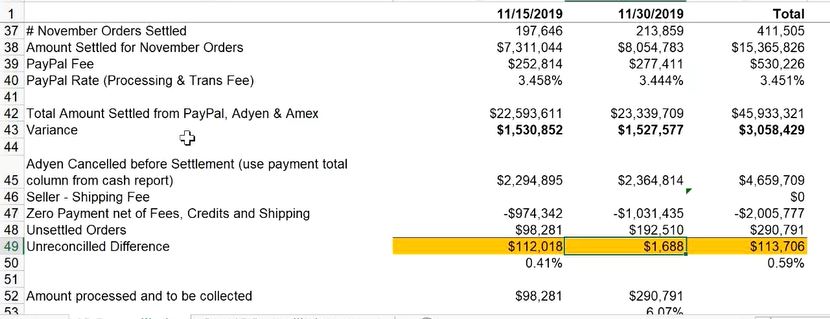 1 11/15/2019 11/30/2019 Total
37 # November Orders Settled 197,646 213,859 411,505
38 Amount Settled for November Orders $7,311,044 $8,054,783 $15,365,826
39 PayPal Fee $252,814 $277,411 $530,226
40 PayPal Rate (Processing & Trans Fee) 3.458% 3.444% 3.451%
41
42 Total Amount Settled from PayPal, Adyen & Amex $22,593,611 $23,339,709 $45,933,321
43 Variance $1,530,852 $1,527,577 $3,058,429
44
Adyen Cancelled before Settlement (use payment total
45 column from cash report) $2,294,895 $2,364,814 $4,659,709
46 Seller - Shipping Fee $0
47 Zero Payment net of Fees, Credits and Shipping -$974,342 -$1,031,435 -$2,005,777
48 Unsettled Orders $98,281 $192,510 $290,791
49 Unreconcilled Difference $112,018 $1,688 $113,706
50 0.41% 0.59%
51
52 Amount processed and to be collected $98,281 $290,791
53 6.07%